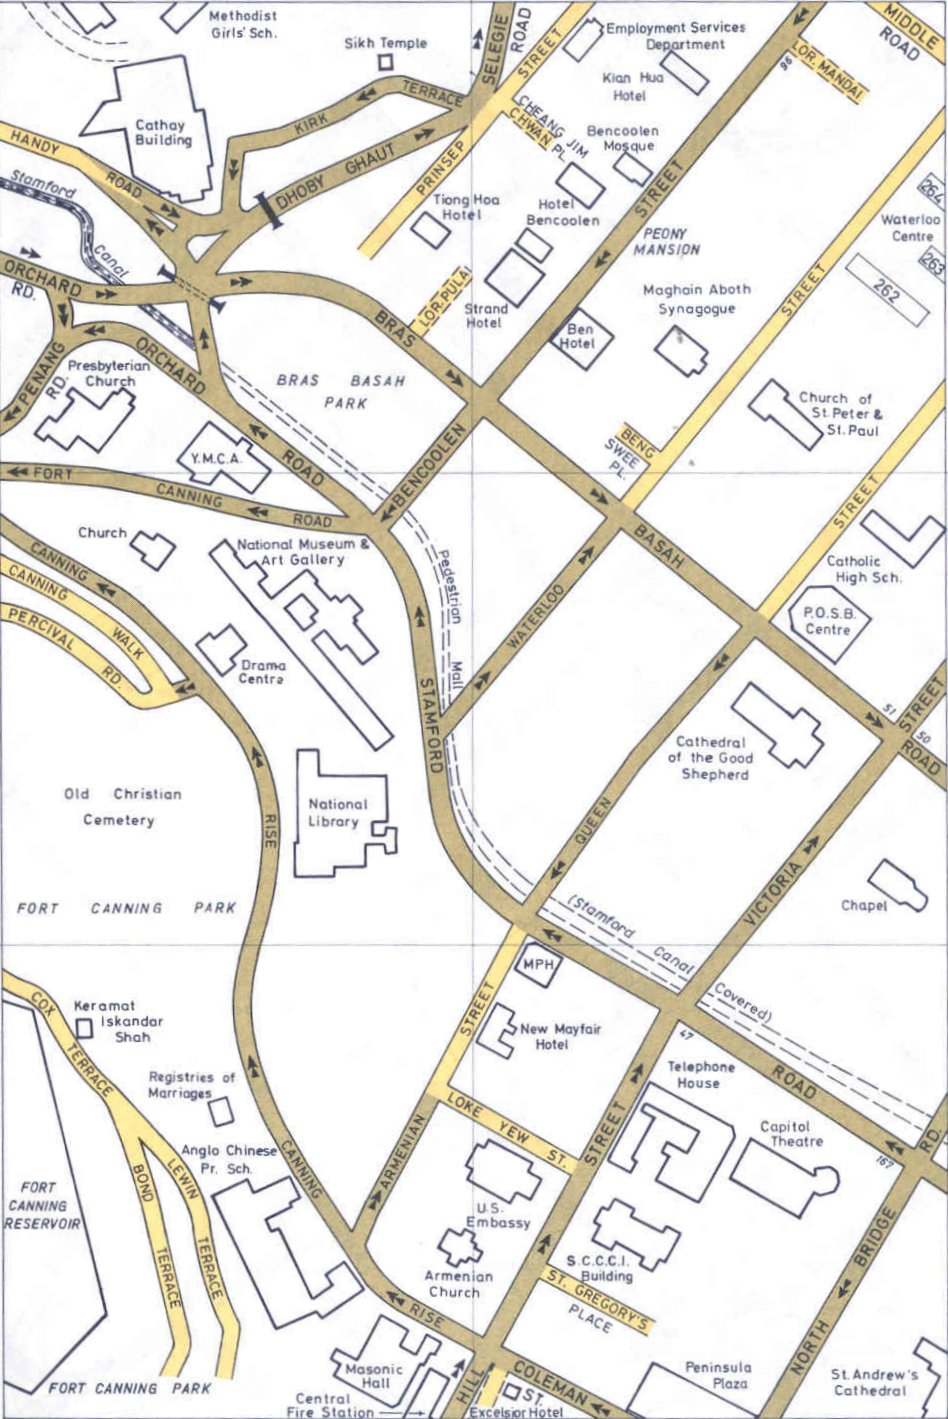 Methodist
Girls' Sch.
Sikh Temple
SELEGIE
ROAD
STREET
Employment Services
Department
MIDDLE
ROAD
LOR. MANDAI
96
Kian Hua
Hotel
TERRACE
KIRK
CHEANG JIM
CHWAN PL.
Bencoolen
Mosque
Cathay
Building
HANDY
ROAD
DHOBY GHAUT
PRINSEP
STREET
Stamford
Canal
Tiong Hoa
Hotel
Hotel
Bencoolen
PEONY
MANSION
264
Waterloo
Centre
263
262
ORCHARD
RD.
LOR. PULAI
Strand
Hotel
Maghain Aboth
Synagogue
STREET
BRAS
Ben
Hotel
PENANG
RD.
ORCHARD
Presbyterian
Church
BRAS BASAH
PARK
Church of
St. Peter &
St. Paul
Y.M.C.A.
ROAD
BENCOOLEN
BENG
SWEE
PL.
FORT
CANNING
ROAD
STREET
BASAH
Church
National Museum &
Art Gallery
Pedestrian
Mall
Catholic
High Sch.
CANNING
CANNING
WALK
PERCIVAL
RD.
WATERLOO
P.O.S.B.
Centre
Drama
Centre
STAMFORD
STREET
51
50
ROAD
Cathedral
of the Good
Shepherd
Old Christian
Cemetery
National
Library
RISE
QUEEN
VICTORIA
FORT CANNING PARK
Chapel
(Stamford Canal
Covered)
MPH
COX
TERRACE
Keramat
Iskandar
Shah
STREET
New Mayfair
Hotel
47
ROAD
Registries of
Marriages
Telephone
House
LOKE YEW
ST.
Capitol
Theatre
RD.
167
Anglo Chinese
Pr. Sch.
CANNING
ARMENIAN
STREET
BOND
TERRACE
LEWIN
TERRACE
FORT
CANNING
RESERVOIR
U.S.
Embassy
Armenian
Church
S.C.C.C.I.
Building
NORTH BRIDGE
ST. GREGORY'S
PLACE
RISE
Masonic
Hall
Central
Fire Station
HILL
ST.
COLEMAN
Excelsior Hotel
Peninsula
Plaza
St. Andrew's
Cathedral
FORT CANNING PARK